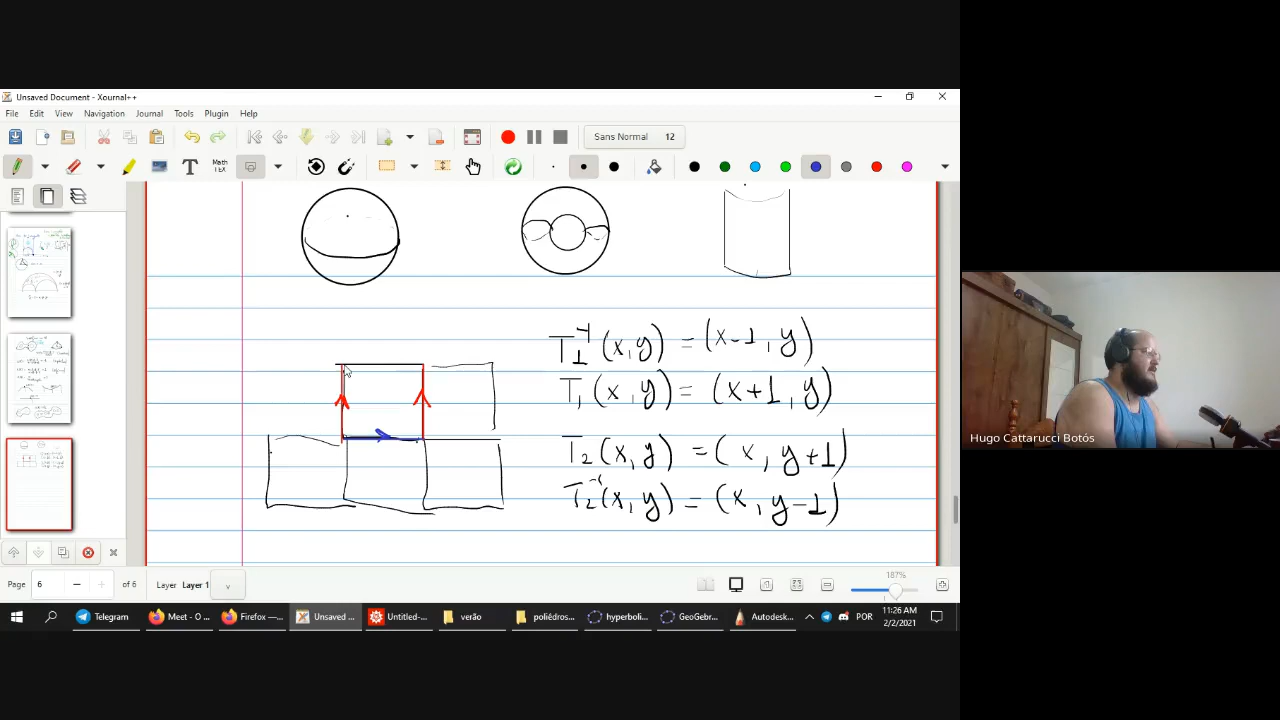 Unsaved Document - Xournal++
File Edit View Navigation Journal Tools Plugin Help
Sans Normal 12
T Math TEX
T₁⁻¹(x,y) = (x-1, y)
T₁(x,y) = (x+1, y)
T₂(x,y) = (x, y+1)
T₂⁻¹(x,y) = (x, y-1)
Hugo Cattarucci Botós
Page 6 of 6 Layer Layer 1 187%
Telegram Meet - O ... Firefox —... Unsaved ... Untitled-... verão poliédros... hyperboli... GeoGebr... Autodesk... POR 11:26 AM
2/2/2021